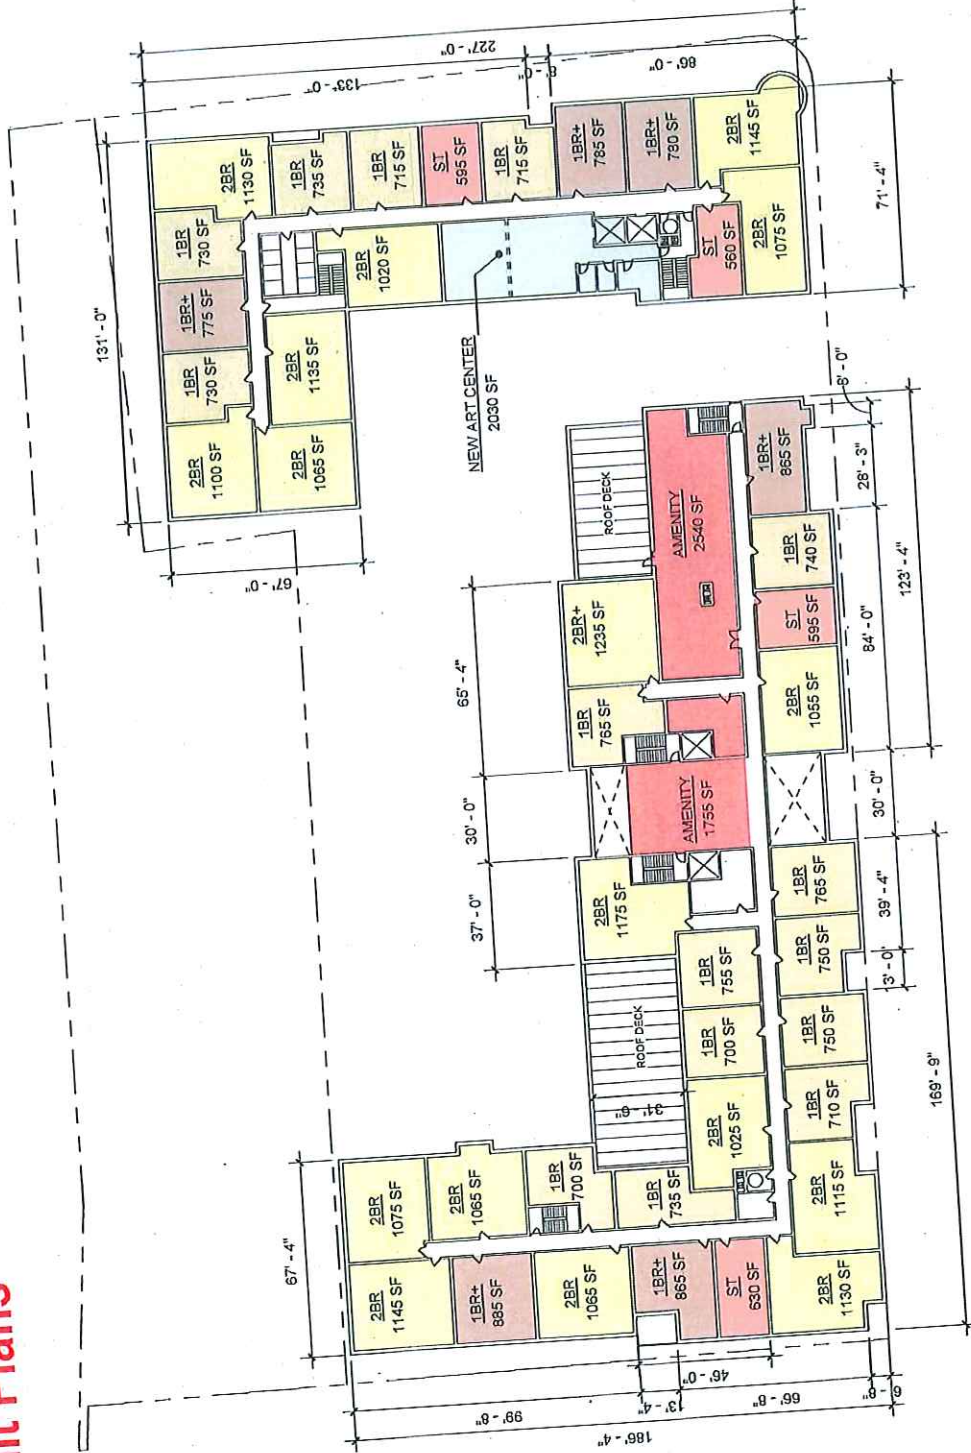 nt Plans
131' - 0"
133' - 0"
227' - 0"
8' - 0"
86' - 0"
71' - 4"
2BR
1130 SF
1BR
735 SF
1BR
715 SF
ST
595 SF
1BR
715 SF
1BR+
785 SF
1BR+
780 SF
2BR
1145 SF
2BR
1075 SF
ST
560 SF
1BR
730 SF
1BR+
775 SF
1BR
730 SF
2BR
1100 SF
2BR
1065 SF
2BR
1135 SF
2BR
1020 SF
NEW ART CENTER
2030 SF
67' - 0"
65' - 4"
30' - 0"
37' - 0"
ROOF DECK
AMENITY
2540 SF
2BR+
1235 SF
1BR
765 SF
AMENITY
1755 SF
2BR
1175 SF
1BR+
865 SF
1BR
740 SF
ST
595 SF
2BR
1055 SF
8' - 0"
28' - 3"
84' - 0"
123' - 4"
30' - 0"
39' - 4"
13' - 0"
169' - 9"
1BR
765 SF
1BR
750 SF
1BR
750 SF
1BR
710 SF
2BR
1115 SF
2BR
1130 SF
1BR
755 SF
1BR
700 SF
2BR
1025 SF
ROOF DECK
31' - 6"
67' - 4"
2BR
1075 SF
2BR
1065 SF
1BR
700 SF
1BR
735 SF
2BR
1145 SF
1BR+
885 SF
2BR
1065 SF
1BR+
865 SF
ST
630 SF
99' - 8"
13' - 4"
46' - 0"
66' - 8"
6' - 8"
186' - 4"